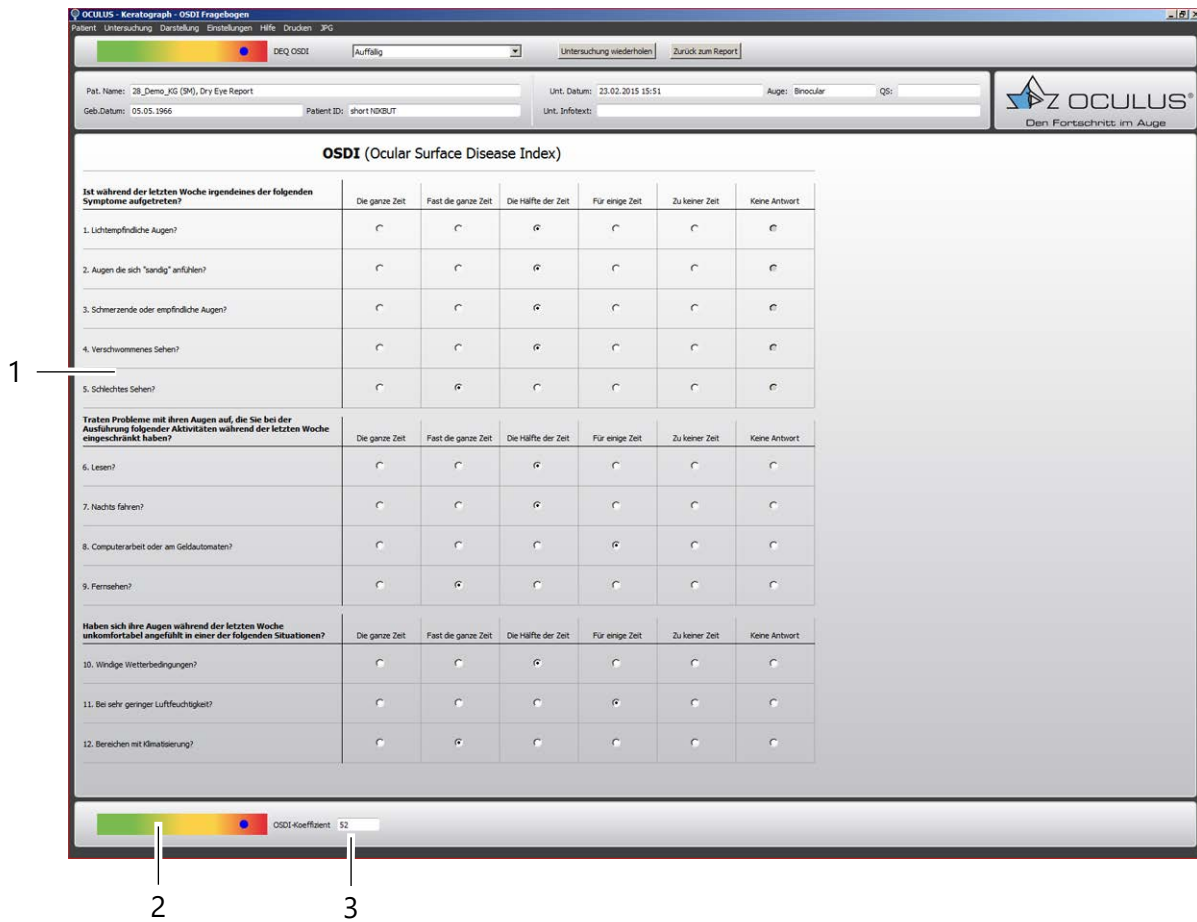 OCULUS - Keratograph - OSDI Fragebogen
Patient Untersuchung Darstellung Einstellungen Hilfe Drucken JPG
DEQ OSDI Auffällig Untersuchung wiederholen Zurück zum Report
Pat. Name: 28_Demo_KG (SM), Dry Eye Report Unt. Datum: 23.02.2015 15:51 Auge: Binocular QS:
Geb.Datum: 05.05.1966 Patient ID: short NIKBUT Unt. Infotext:
OCULUS®
Den Fortschritt im Auge
OSDI (Ocular Surface Disease Index)
Ist während der letzten Woche irgendeines der folgenden
Symptome aufgetreten? Die ganze Zeit Fast die ganze Zeit Die Hälfte der Zeit Für einige Zeit Zu keiner Zeit Keine Antwort
1. Lichtempfindliche Augen?
2. Augen die sich "sandig" anfühlen?
3. Schmerzende oder empfindliche Augen?
4. Verschwommenes Sehen?
1
5. Schlechtes Sehen?
Traten Probleme mit ihren Augen auf, die Sie bei der
Ausführung folgender Aktivitäten während der letzten Woche
eingeschränkt haben? Die ganze Zeit Fast die ganze Zeit Die Hälfte der Zeit Für einige Zeit Zu keiner Zeit Keine Antwort
6. Lesen?
7. Nachts fahren?
8. Computerarbeit oder am Geldautomaten?
9. Fernsehen?
Haben sich ihre Augen während der letzten Woche
unkomfortabel angefühlt in einer der folgenden Situationen? Die ganze Zeit Fast die ganze Zeit Die Hälfte der Zeit Für einige Zeit Zu keiner Zeit Keine Antwort
10. Windige Wetterbedingungen?
11. Bei sehr geringer Luftfeuchtigkeit?
12. Bereichen mit Klimatisierung?
OSDI-Koeffizient 52
2 3